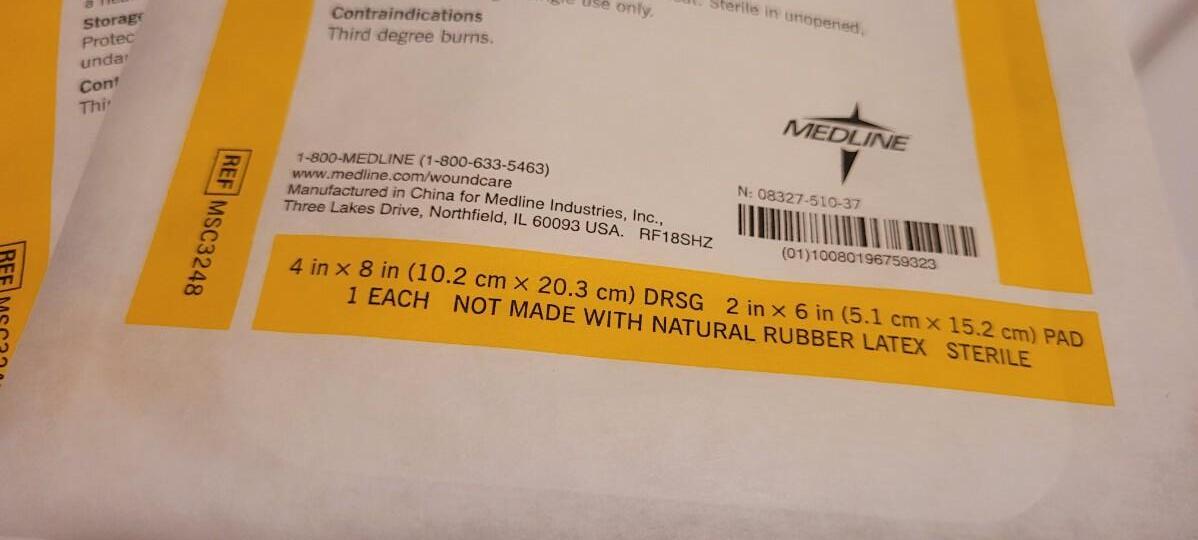 Storage
Protec
unda
Cont
Thi
use only.
Sterile in unopened,
Contraindications
Third degree burns.
MEDLINE
1-800-MEDLINE (1-800-633-5463)
www.medline.com/woundcare
Manufactured in China for Medline Industries, Inc.,
Three Lakes Drive, Northfield, IL 60093 USA. RF18SHZ
N: 08327-510-37
(01)10080196759323
REF MSC3248
REF
4 in x 8 in (10.2 cm x 20.3 cm) DRSG 2 in x 6 in (5.1 cm x 15.2 cm) PAD
1 EACH NOT MADE WITH NATURAL RUBBER LATEX STERILE